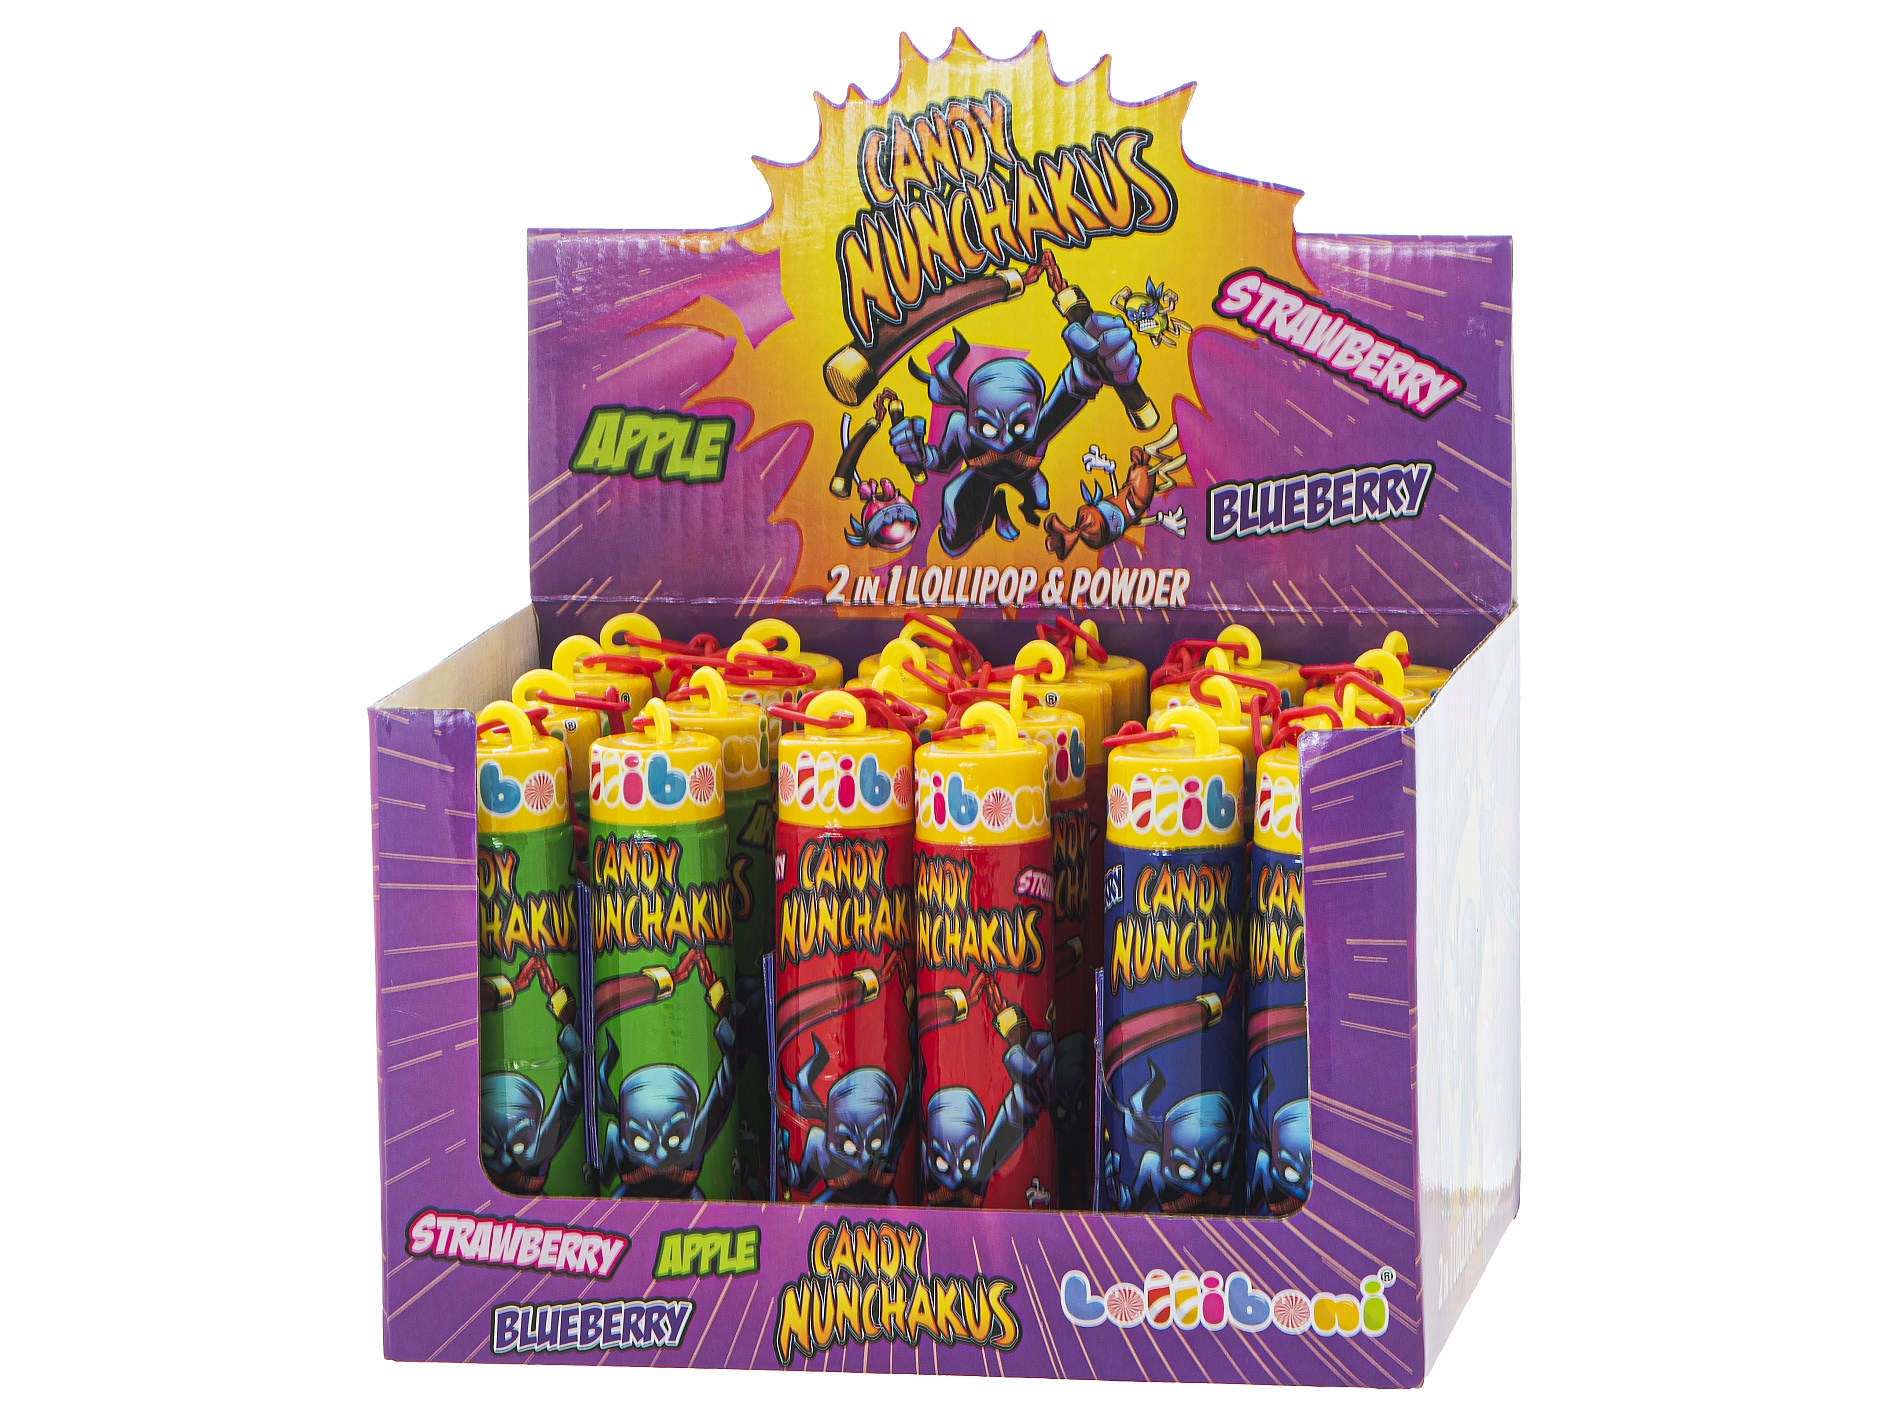 CANDY
NUNCHAKUS
STRAWBERRY
APPLE
BLUEBERRY
2 IN 1 LOLLIPOP & POWDER
CANDY
NUNCHAKUS
CANDY
NUNCHAKUS
CANDY
NUNCHAKUS
STRAWBERRY
APPLE
CANDY
NUNCHAKUS
BLUEBERRY
Lolliboni®